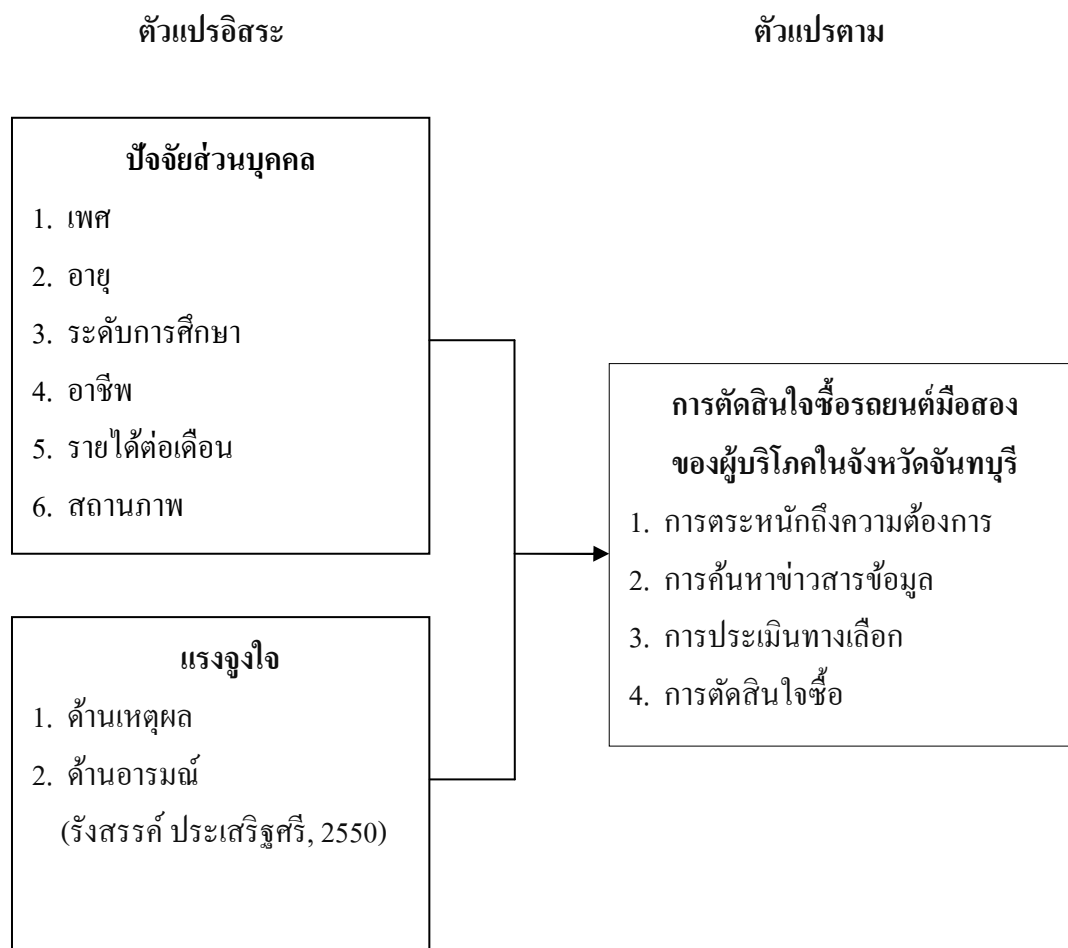 ตัวแปรอิสระ
ตัวแปรตาม
ปัจจัยส่วนบุคคล
1. เพศ
2. อายุ
3. ระดับการศึกษา
4. อาชีพ
5. รายได้ต่อเดือน
6. สถานภาพ
แรงจูงใจ
1. ด้านเหตุผล
2. ด้านอารมณ์
(รังสรรค์ ประเสริฐศรี, 2550)
การตัดสินใจซื้อรถยนต์มือสอง
ของผู้บริโภคในจังหวัดจันทบุรี
1. การตระหนักถึงความต้องการ
2. การค้นหาข่าวสารข้อมูล
3. การประเมินทางเลือก
4. การตัดสินใจซื้อ